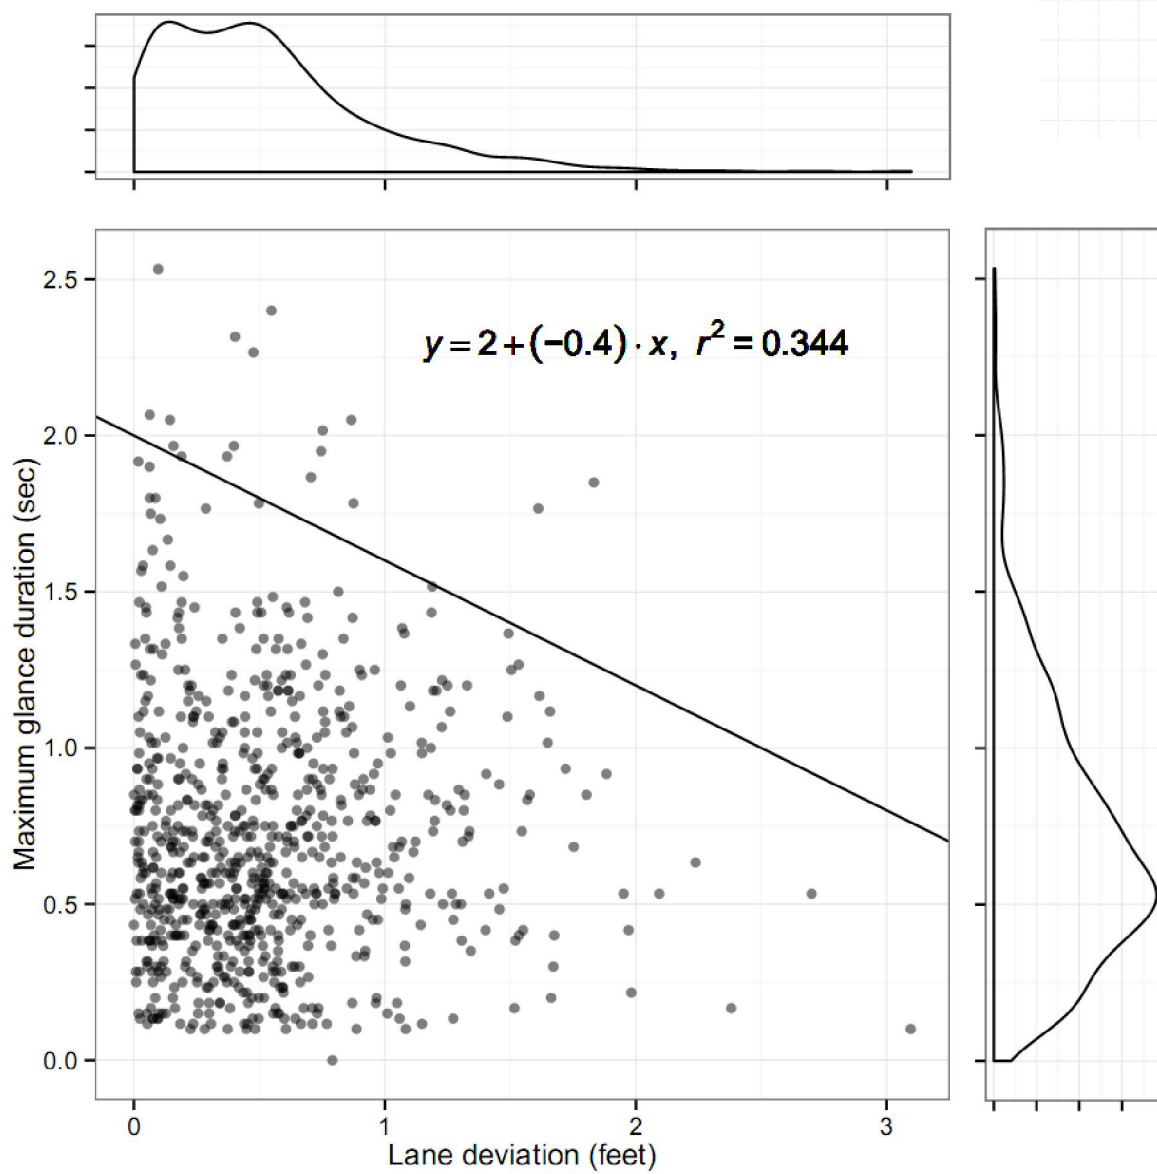 2.5
y = 2 + (−0.4) · x, r² = 0.344
2.0
1.5
1.0
0.5
0.0
Maximum glance duration (sec)
0 1 2 3
Lane deviation (feet)